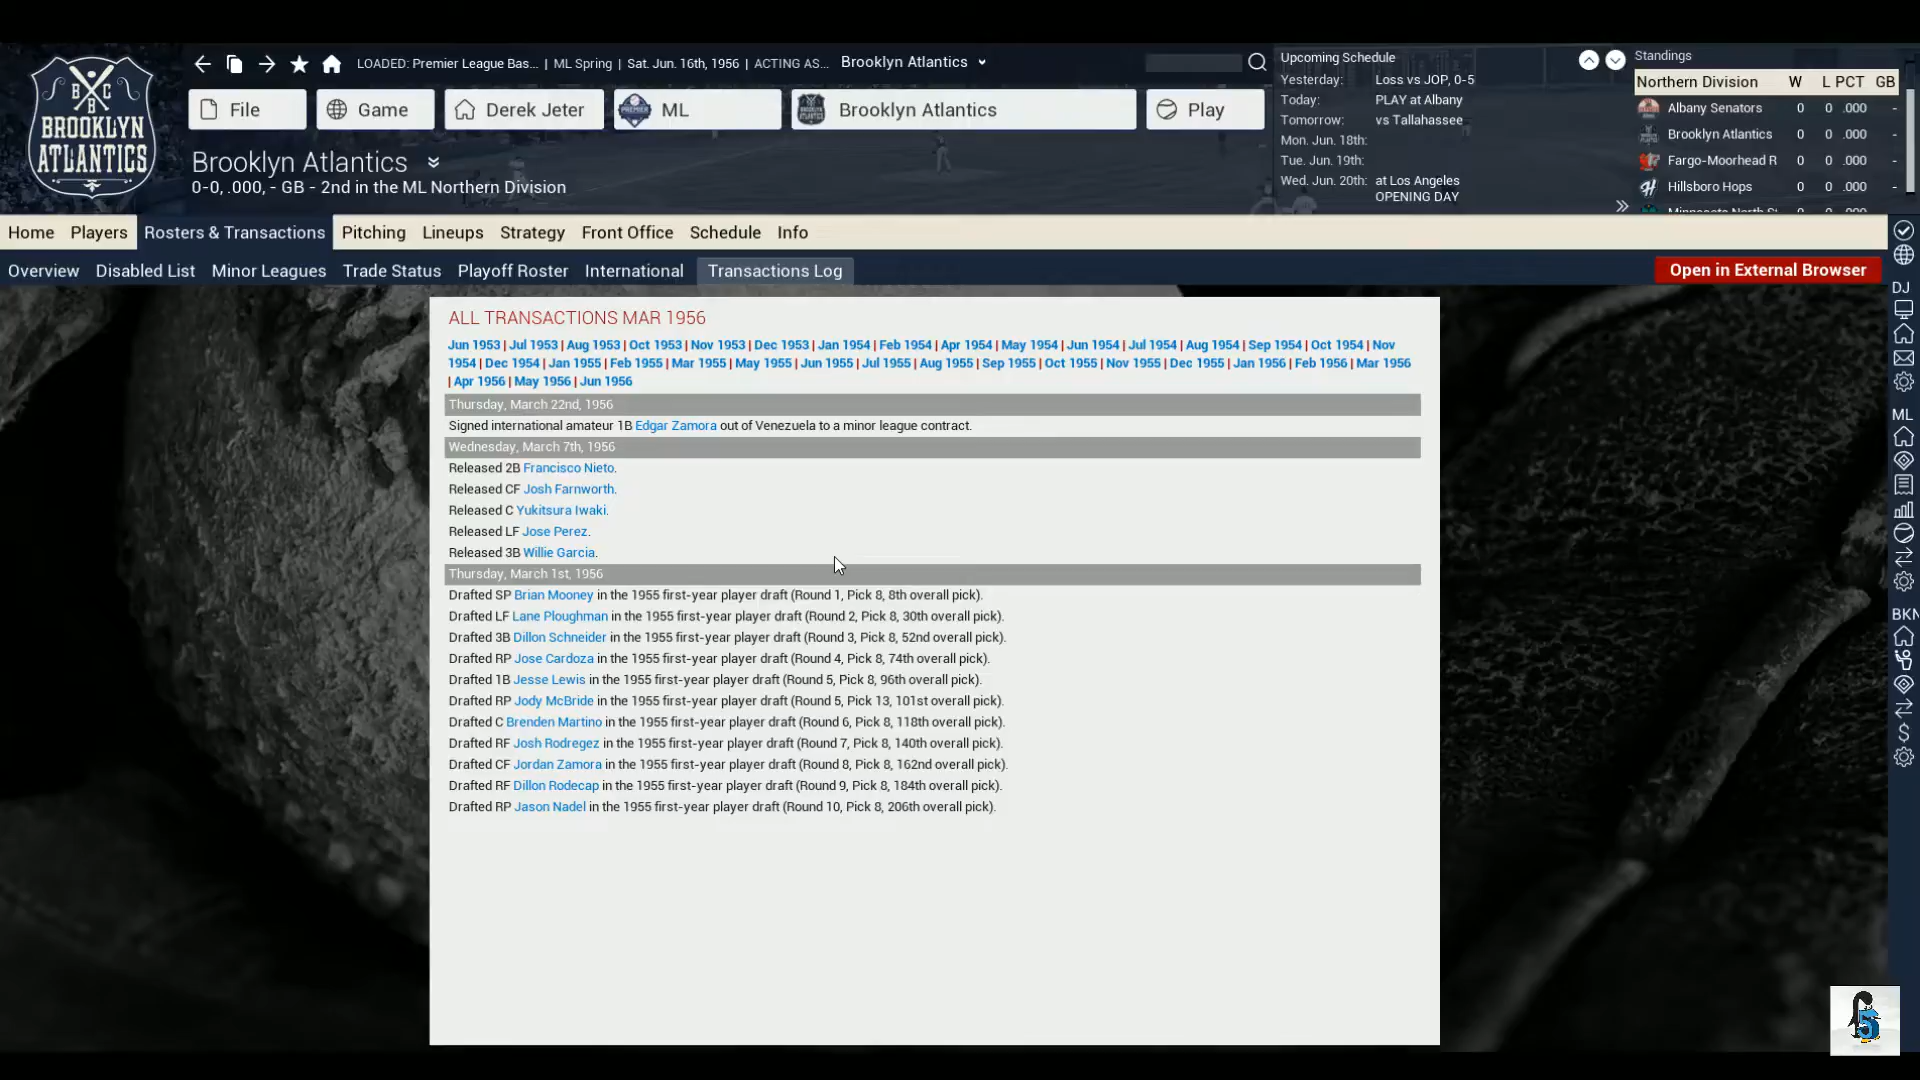 BBC
BROOKLYN
ATLANTICS
LOADED: Premier League Bas... | ML Spring | Sat. Jun. 16th, 1956 | ACTING AS... Brooklyn Atlantics
File
Game
Derek Jeter
ML
Brooklyn Atlantics
Play
Brooklyn Atlantics
0-0, .000, - GB - 2nd in the ML Northern Division
Upcoming Schedule
Yesterday: Loss vs JOP, 0-5
Today: PLAY at Albany
Tomorrow: vs Tallahassee
Mon. Jun. 18th:
Tue. Jun. 19th:
Wed. Jun. 20th: at Los Angeles
OPENING DAY
Standings
Northern Division W L PCT GB
Albany Senators 0 0 .000 -
Brooklyn Atlantics 0 0 .000 -
Fargo-Moorhead R 0 0 .000 -
Hillsboro Hops 0 0 .000 -
Home Players Rosters & Transactions Pitching Lineups Strategy Front Office Schedule Info
Overview Disabled List Minor Leagues Trade Status Playoff Roster International Transactions Log
Open in External Browser
ALL TRANSACTIONS MAR 1956
Jun 1953 | Jul 1953 | Aug 1953 | Oct 1953 | Nov 1953 | Dec 1953 | Jan 1954 | Feb 1954 | Apr 1954 | May 1954 | Jun 1954 | Jul 1954 | Aug 1954 | Sep 1954 | Oct 1954 | Nov
1954 | Dec 1954 | Jan 1955 | Feb 1955 | Mar 1955 | May 1955 | Jun 1955 | Jul 1955 | Aug 1955 | Sep 1955 | Oct 1955 | Nov 1955 | Dec 1955 | Jan 1956 | Feb 1956 | Mar 1956
| Apr 1956 | May 1956 | Jun 1956
Thursday, March 22nd, 1956
Signed international amateur 1B Edgar Zamora out of Venezuela to a minor league contract.
Wednesday, March 7th, 1956
Released 2B Francisco Nieto.
Released CF Josh Farnworth.
Released C Yukitsura Iwaki.
Released LF Jose Perez.
Released 3B Willie Garcia.
Thursday, March 1st, 1956
Drafted SP Brian Mooney in the 1955 first-year player draft (Round 1, Pick 8, 8th overall pick).
Drafted LF Lane Ploughman in the 1955 first-year player draft (Round 2, Pick 8, 30th overall pick).
Drafted 3B Dillon Schneider in the 1955 first-year player draft (Round 3, Pick 8, 52nd overall pick).
Drafted RP Jose Cardoza in the 1955 first-year player draft (Round 4, Pick 8, 74th overall pick).
Drafted 1B Jesse Lewis in the 1955 first-year player draft (Round 5, Pick 8, 96th overall pick).
Drafted RP Jody McBride in the 1955 first-year player draft (Round 5, Pick 13, 101st overall pick).
Drafted C Brenden Martino in the 1955 first-year player draft (Round 6, Pick 8, 118th overall pick).
Drafted RF Josh Rodregez in the 1955 first-year player draft (Round 7, Pick 8, 140th overall pick).
Drafted CF Jordan Zamora in the 1955 first-year player draft (Round 8, Pick 8, 162nd overall pick).
Drafted RF Dillon Rodecap in the 1955 first-year player draft (Round 9, Pick 8, 184th overall pick).
Drafted RP Jason Nadel in the 1955 first-year player draft (Round 10, Pick 8, 206th overall pick).
DJ
ML
BKN
5